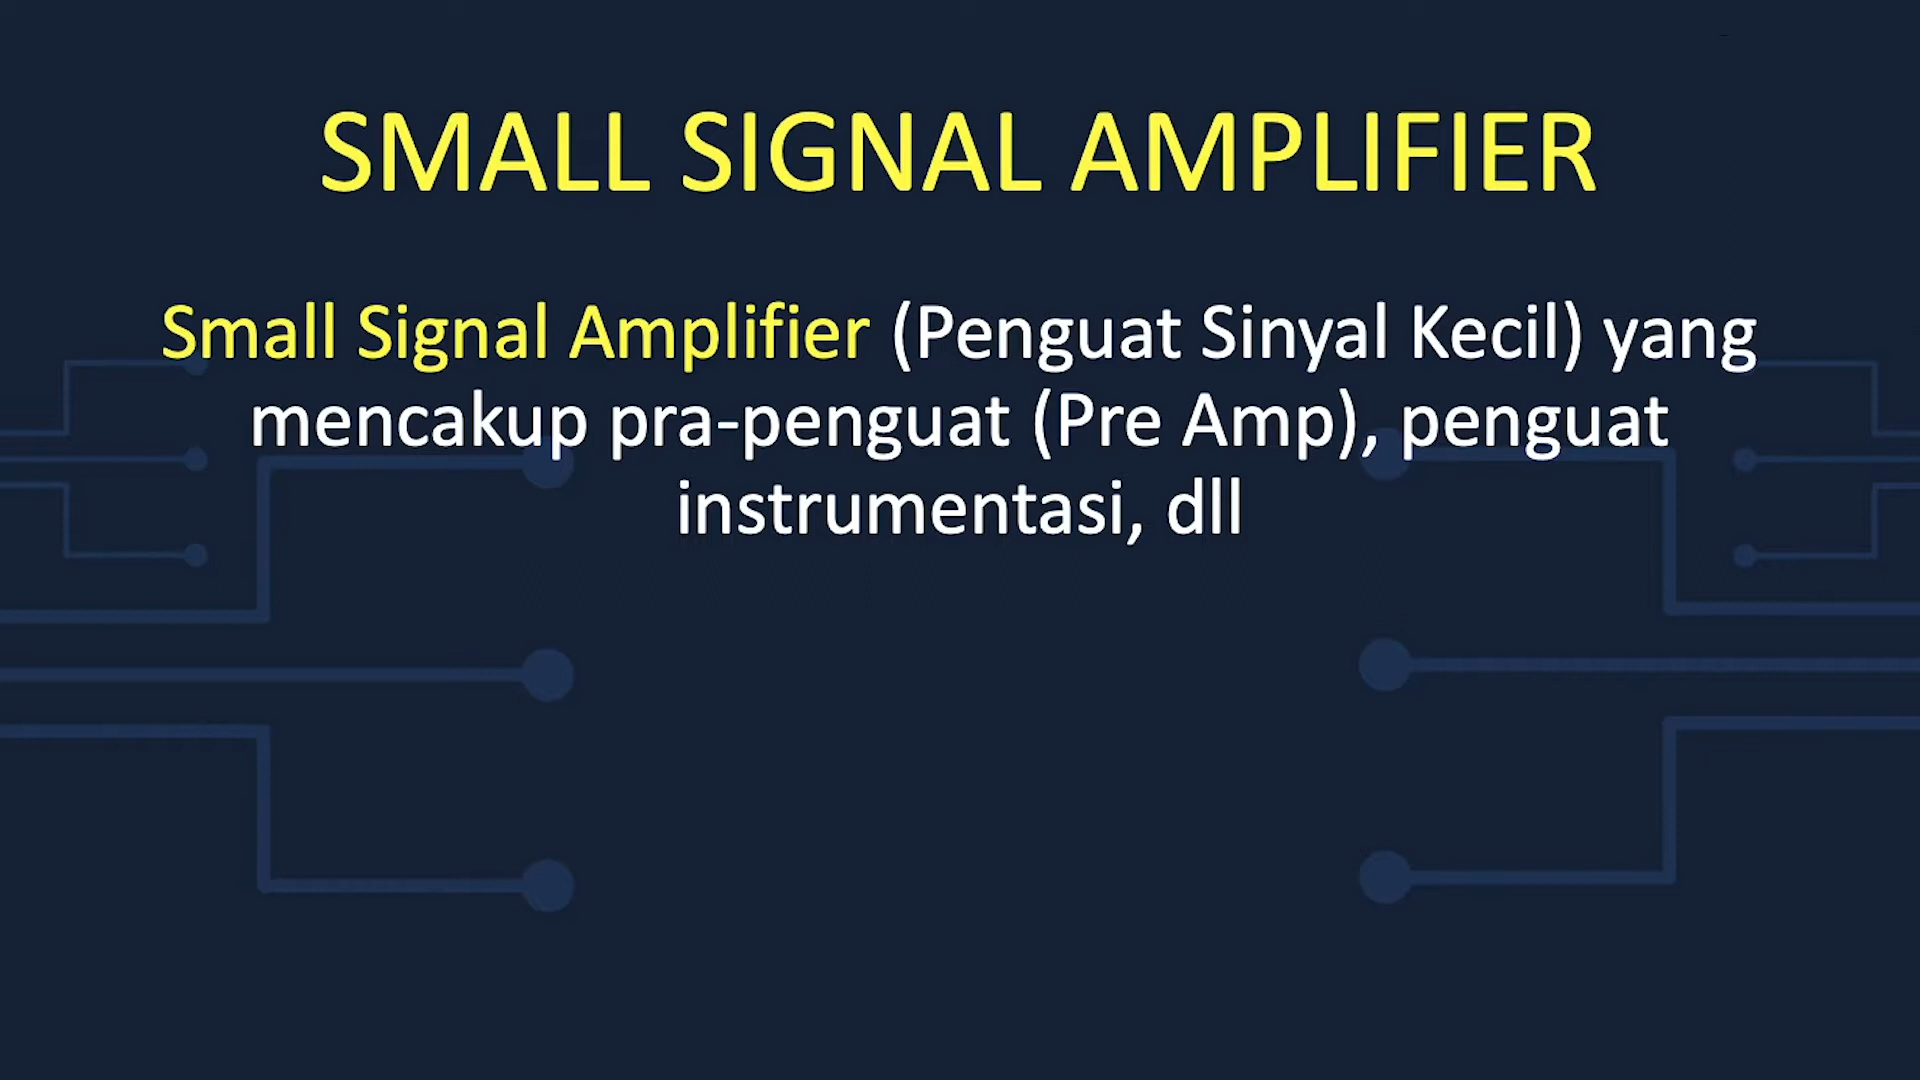 SMALL SIGNAL AMPLIFIER
Small Signal Amplifier (Penguat Sinyal Kecil) yang
mencakup pra-penguat (Pre Amp), penguat
instrumentasi, dll